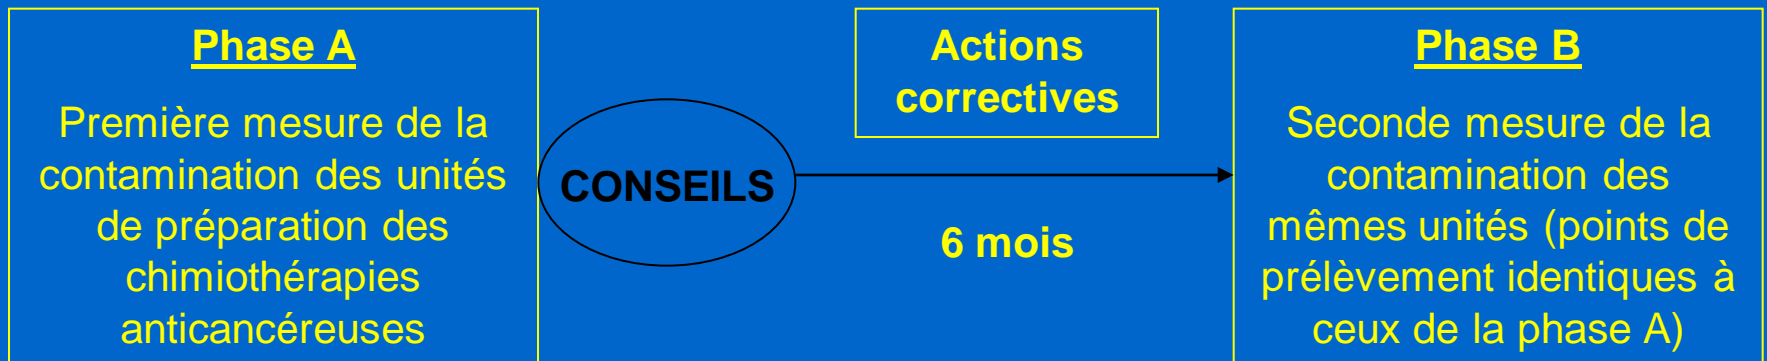 Phase A
Première mesure de la
contamination des unités
de préparation des
chimiothérapies
anticancéreuses
CONSEILS
Actions
correctives
6 mois
Phase B
Seconde mesure de la
contamination des
mêmes unités (points de
prélèvement identiques à
ceux de la phase A)